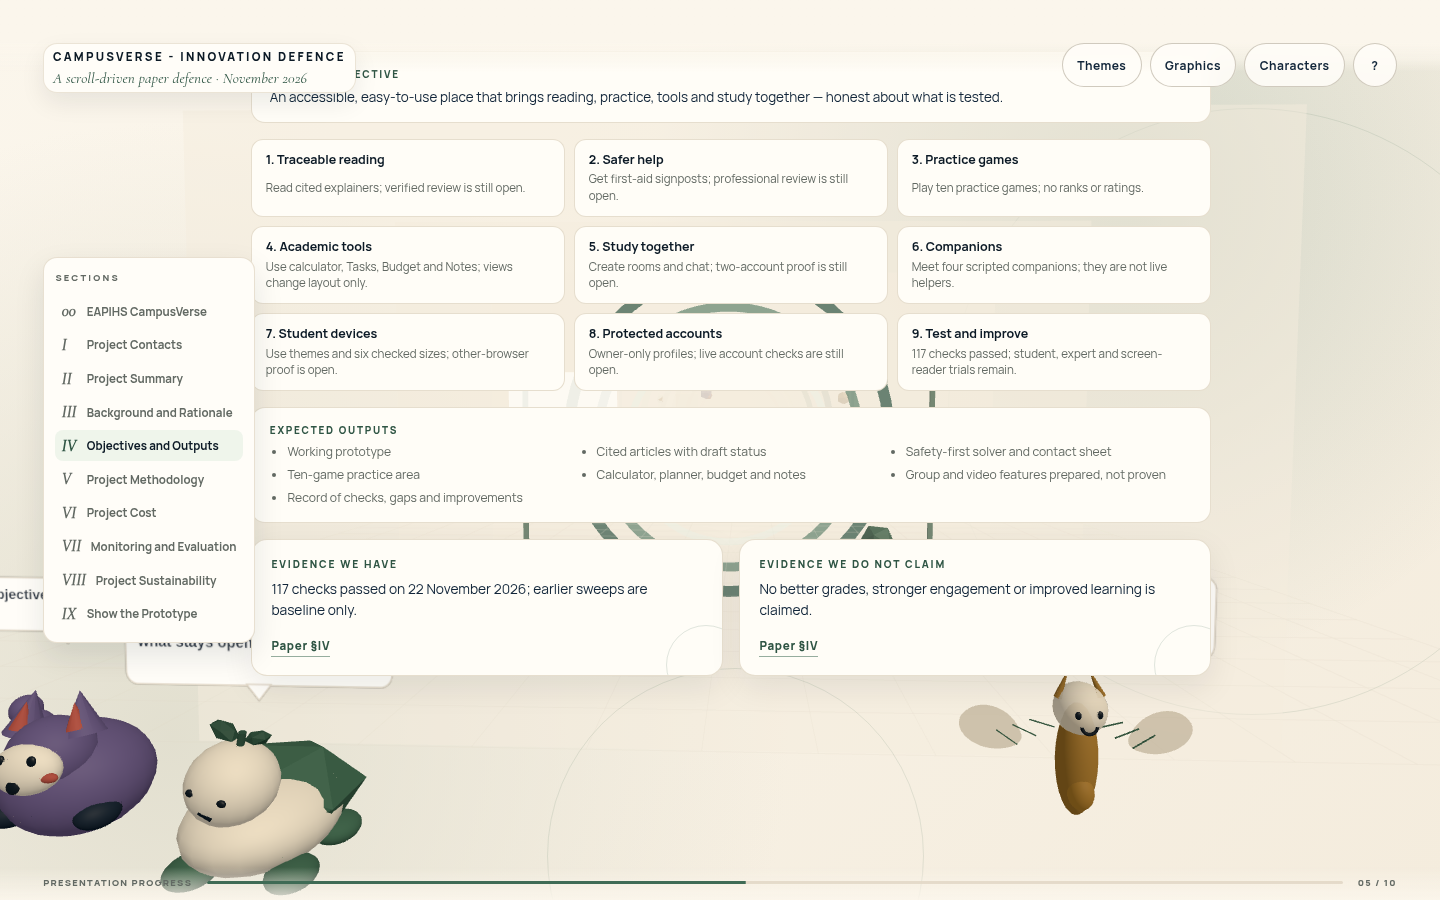 CAMPUSVERSE - INNOVATION DEFENCE
A scroll-driven paper defence · November 2026
Themes
Graphics
Characters
?
ECTIVE
An accessible, easy-to-use place that brings reading, practice, tools and study together — honest about what is tested.
1. Traceable reading
Read cited explainers; verified review is still open.
2. Safer help
Get first-aid signposts; professional review is still
open.
3. Practice games
Play ten practice games; no ranks or ratings.
4. Academic tools
Use calculator, Tasks, Budget and Notes; views
change layout only.
5. Study together
Create rooms and chat; two-account proof is still
open.
6. Companions
Meet four scripted companions; they are not live
helpers.
7. Student devices
Use themes and six checked sizes; other-browser
proof is open.
8. Protected accounts
Owner-only profiles; live account checks are still
open.
9. Test and improve
117 checks passed; student, expert and screen-
reader trials remain.
SECTIONS
00 EAPIHS CampusVerse
I Project Contacts
II Project Summary
III Background and Rationale
IV Objectives and Outputs
V Project Methodology
VI Project Cost
VII Monitoring and Evaluation
VIII Project Sustainability
IX Show the Prototype
EXPECTED OUTPUTS
• Working prototype
• Cited articles with draft status
• Safety-first solver and contact sheet
• Ten-game practice area
• Calculator, planner, budget and notes
• Group and video features prepared, not proven
• Record of checks, gaps and improvements
EVIDENCE WE HAVE
117 checks passed on 22 November 2026; earlier sweeps are
baseline only.
Paper §IV
EVIDENCE WE DO NOT CLAIM
No better grades, stronger engagement or improved learning is
claimed.
Paper §IV
bjective
What stays open
PRESENTATION PROGRESS
05 / 10